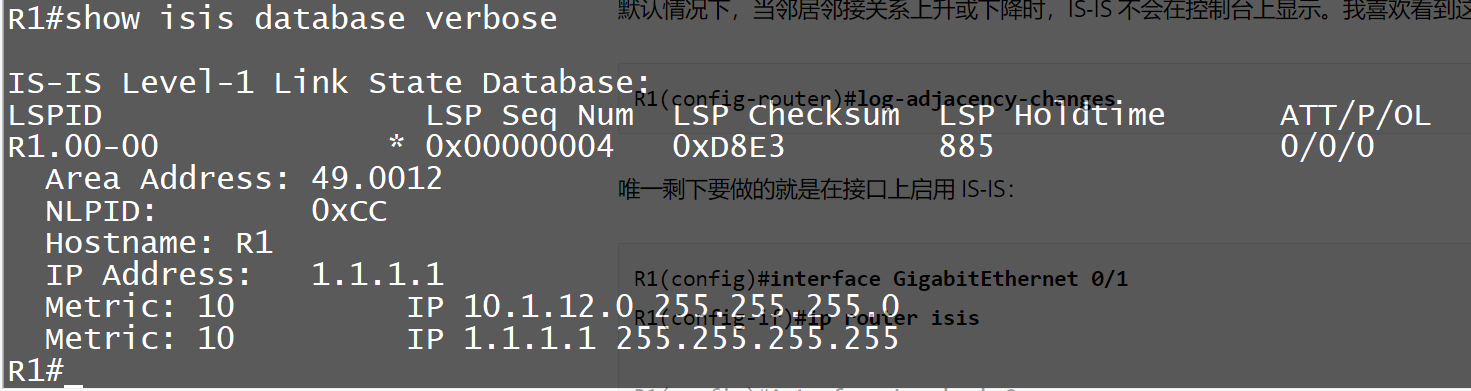 R1#show isis database verbose
IS-IS Level-1 Link State Database:
LSPID LSP Seq Num LSP Checksum LSP Holdtime ATT/P/OL
R1.00-00 * 0x00000004 0xD8E3 885 0/0/0
Area Address: 49.0012
NLPID: 0xCC
Hostname: R1
IP Address: 1.1.1.1
Metric: 10 IP 10.1.12.0 255.255.255.0
Metric: 10 IP 1.1.1.1 255.255.255.255
R1#
默认情况下，当邻居邻接关系上升或下降时，IS-IS 不会在控制台上显示。我喜欢看到这
R1(config-router)#log-adjacency-changes
唯一剩下要做的就是在接口上启用 IS-IS：
R1(config)#interface GigabitEthernet 0/1
R1(config-if)#ip router isis